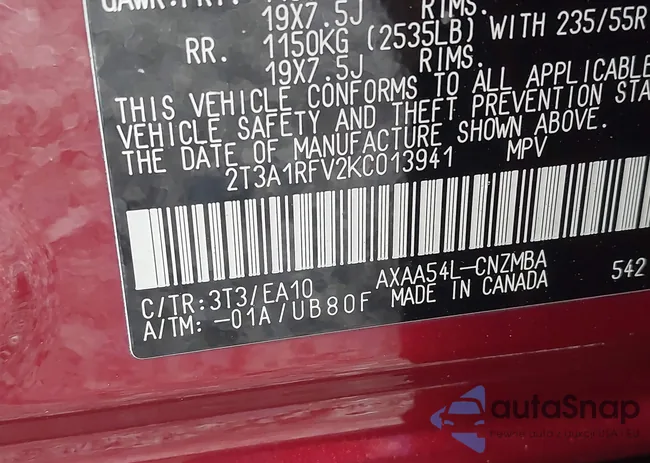 GAWR:FRT.
19X7.5J RIMS.
RR. 1150KG (2535LB) WITH 235/55R
19X7.5J RIMS.
THIS VEHICLE CONFORMS TO ALL APPLICABLE
VEHICLE SAFETY AND THEFT PREVENTION STA
THE DATE OF MANUFACTURE SHOWN ABOVE.
2T3A1RFV2KC013941 MPV
C/TR:3T3/EA10 AXAA54L-CNZMBA 542
A/TM: -01A/UB80F MADE IN CANADA
autoSnap